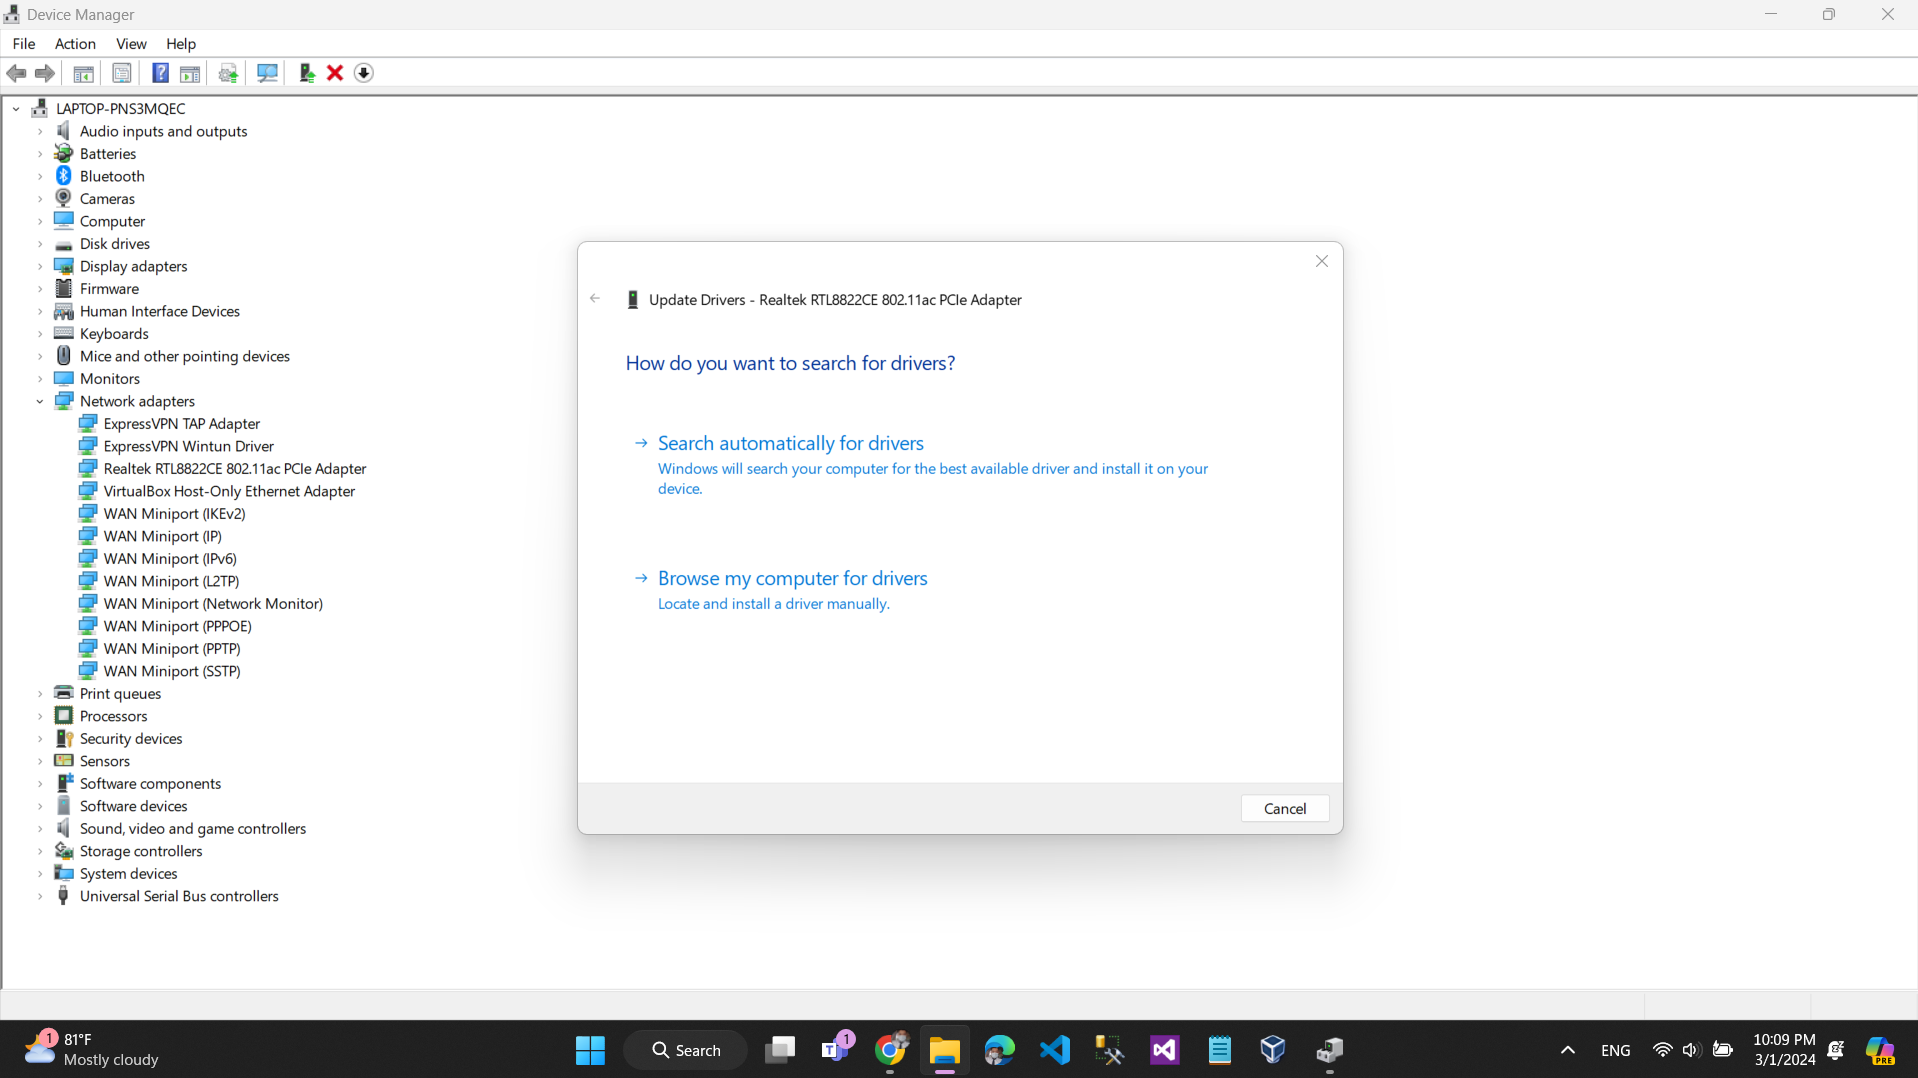 Device Manager
File Action View Help
LAPTOP-PNS3MQEC
Audio inputs and outputs
Batteries
Bluetooth
Cameras
Computer
Disk drives
Display adapters
Firmware
Human Interface Devices
Keyboards
Mice and other pointing devices
Monitors
Network adapters
ExpressVPN TAP Adapter
ExpressVPN Wintun Driver
Realtek RTL8822CE 802.11ac PCIe Adapter
VirtualBox Host-Only Ethernet Adapter
WAN Miniport (IKEv2)
WAN Miniport (IP)
WAN Miniport (IPv6)
WAN Miniport (L2TP)
WAN Miniport (Network Monitor)
WAN Miniport (PPPOE)
WAN Miniport (PPTP)
WAN Miniport (SSTP)
Print queues
Processors
Security devices
Sensors
Software components
Software devices
Sound, video and game controllers
Storage controllers
System devices
Universal Serial Bus controllers
Update Drivers - Realtek RTL8822CE 802.11ac PCIe Adapter
How do you want to search for drivers?
Search automatically for drivers
Windows will search your computer for the best available driver and install it on your
device.
Browse my computer for drivers
Locate and install a driver manually.
Cancel
1
81°F
Mostly cloudy
Search
1
ENG
10:09 PM
3/1/2024
PRE